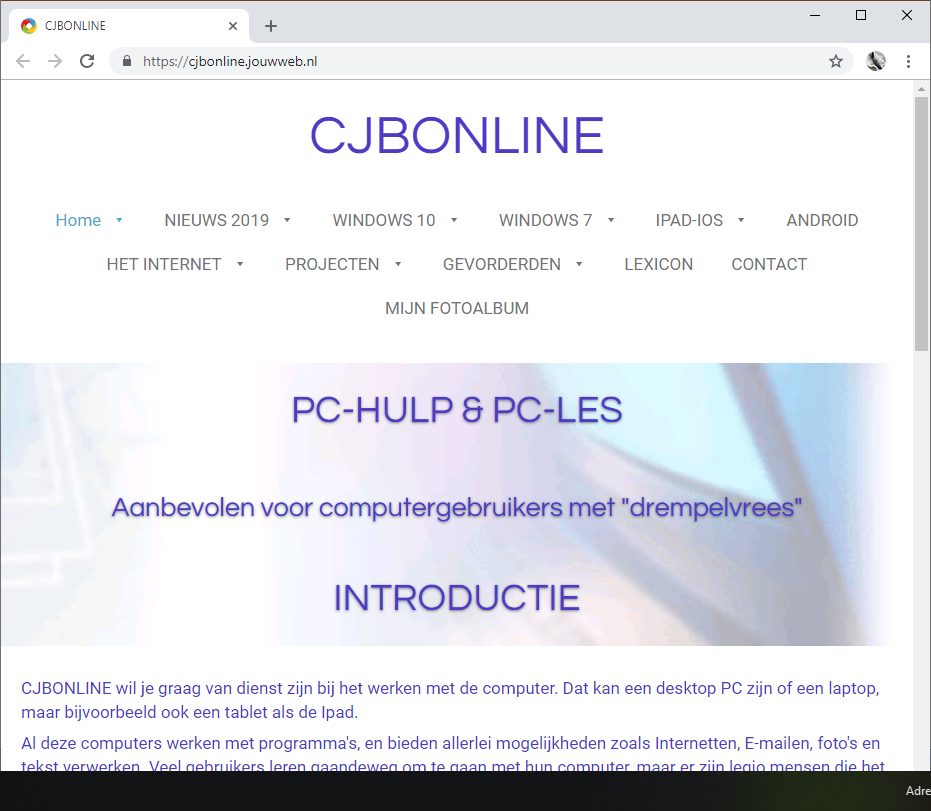 CJBONLINE
https://cjbonline.jouwweb.nl
CJBONLINE
Home NIEUWS 2019 WINDOWS 10 WINDOWS 7 IPAD-IOS ANDROID
HET INTERNET PROJECTEN GEVORDERDEN LEXICON CONTACT
MIJN FOTOALBUM
PC-HULP & PC-LES
Aanbevolen voor computergebruikers met "drempelvrees"
INTRODUCTIE
CJBONLINE wil je graag van dienst zijn bij het werken met de computer. Dat kan een desktop PC zijn of een laptop,
maar bijvoorbeeld ook een tablet als de Ipad.
Al deze computers werken met programma's, en bieden allerlei mogelijkheden zoals Internetten, E-mailen, foto's en
tekst verwerken. Veel gebruikers leren gaandeweg om te gaan met hun computer, maar er zijn legio mensen die het
Adre